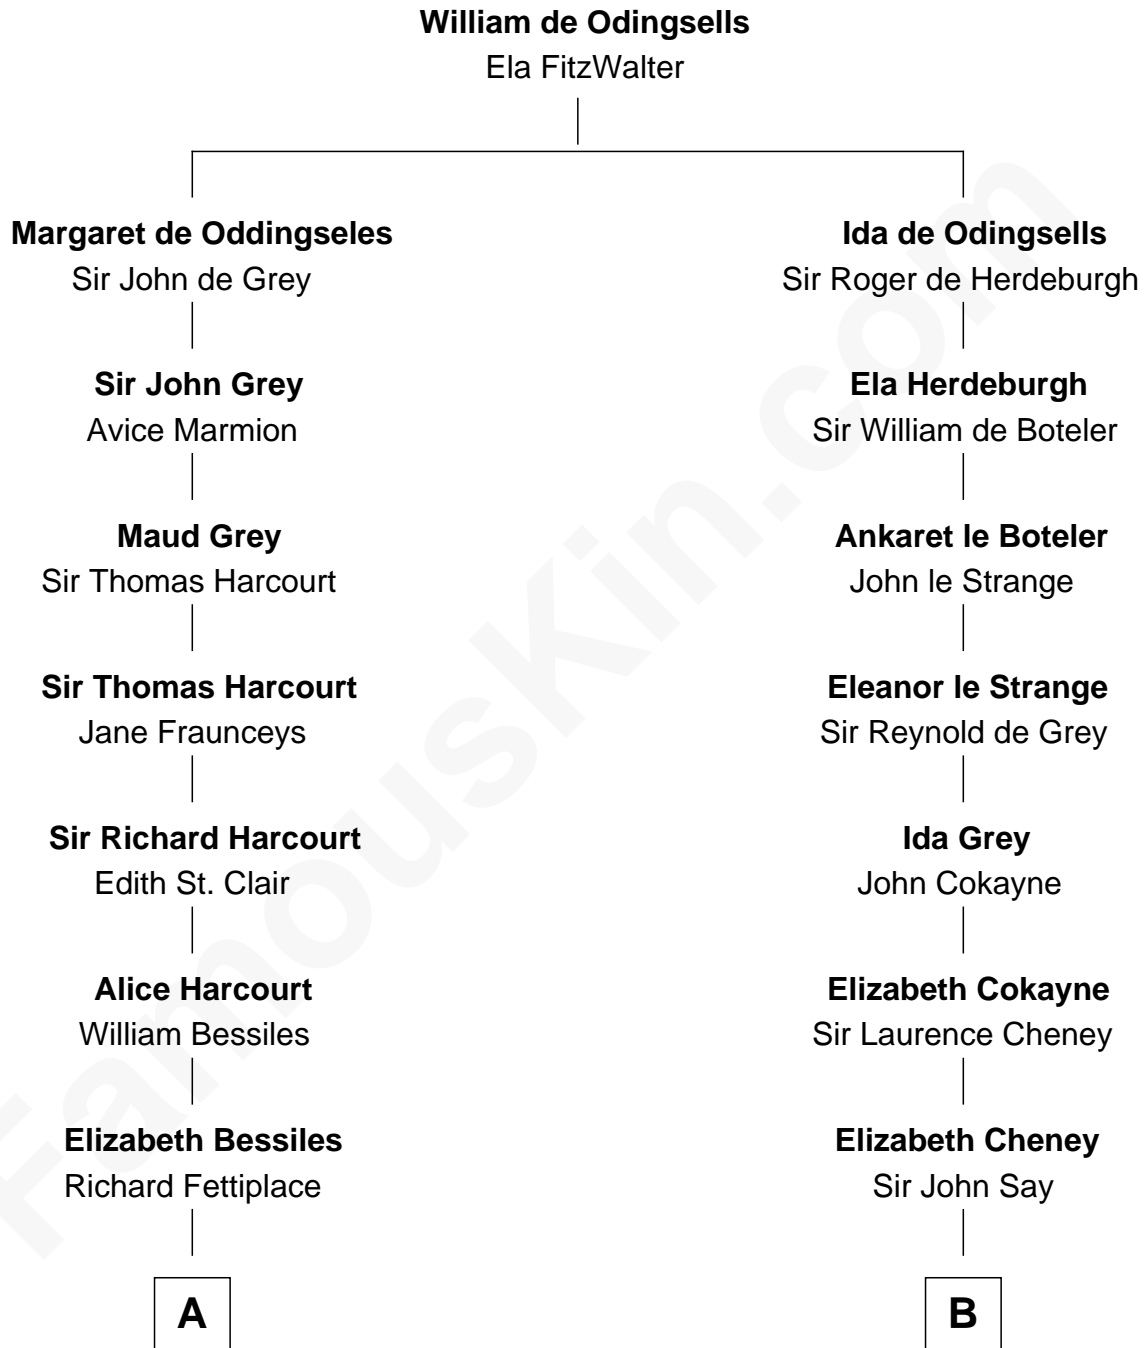 William de Odingsells
Ela FitzWalter
Margaret de Oddingseles
Sir John de Grey
Ida de Odingsells
Sir Roger de Herdeburgh
Sir John Grey
Avice Marmion
Ela Herdeburgh
Sir William de Boteler
Maud Grey
Sir Thomas Harcourt
Ankaret le Boteler
John le Strange
Sir Thomas Harcourt
Jane Fraunceys
Eleanor le Strange
Sir Reynold de Grey
Sir Richard Harcourt
Edith St. Clair
Ida Grey
John Cokayne
Alice Harcourt
William Bessiles
Elizabeth Cokayne
Sir Laurence Cheney
Elizabeth Bessiles
Richard Fettiplace
Elizabeth Cheney
Sir John Say
A
B
FamousKin.com